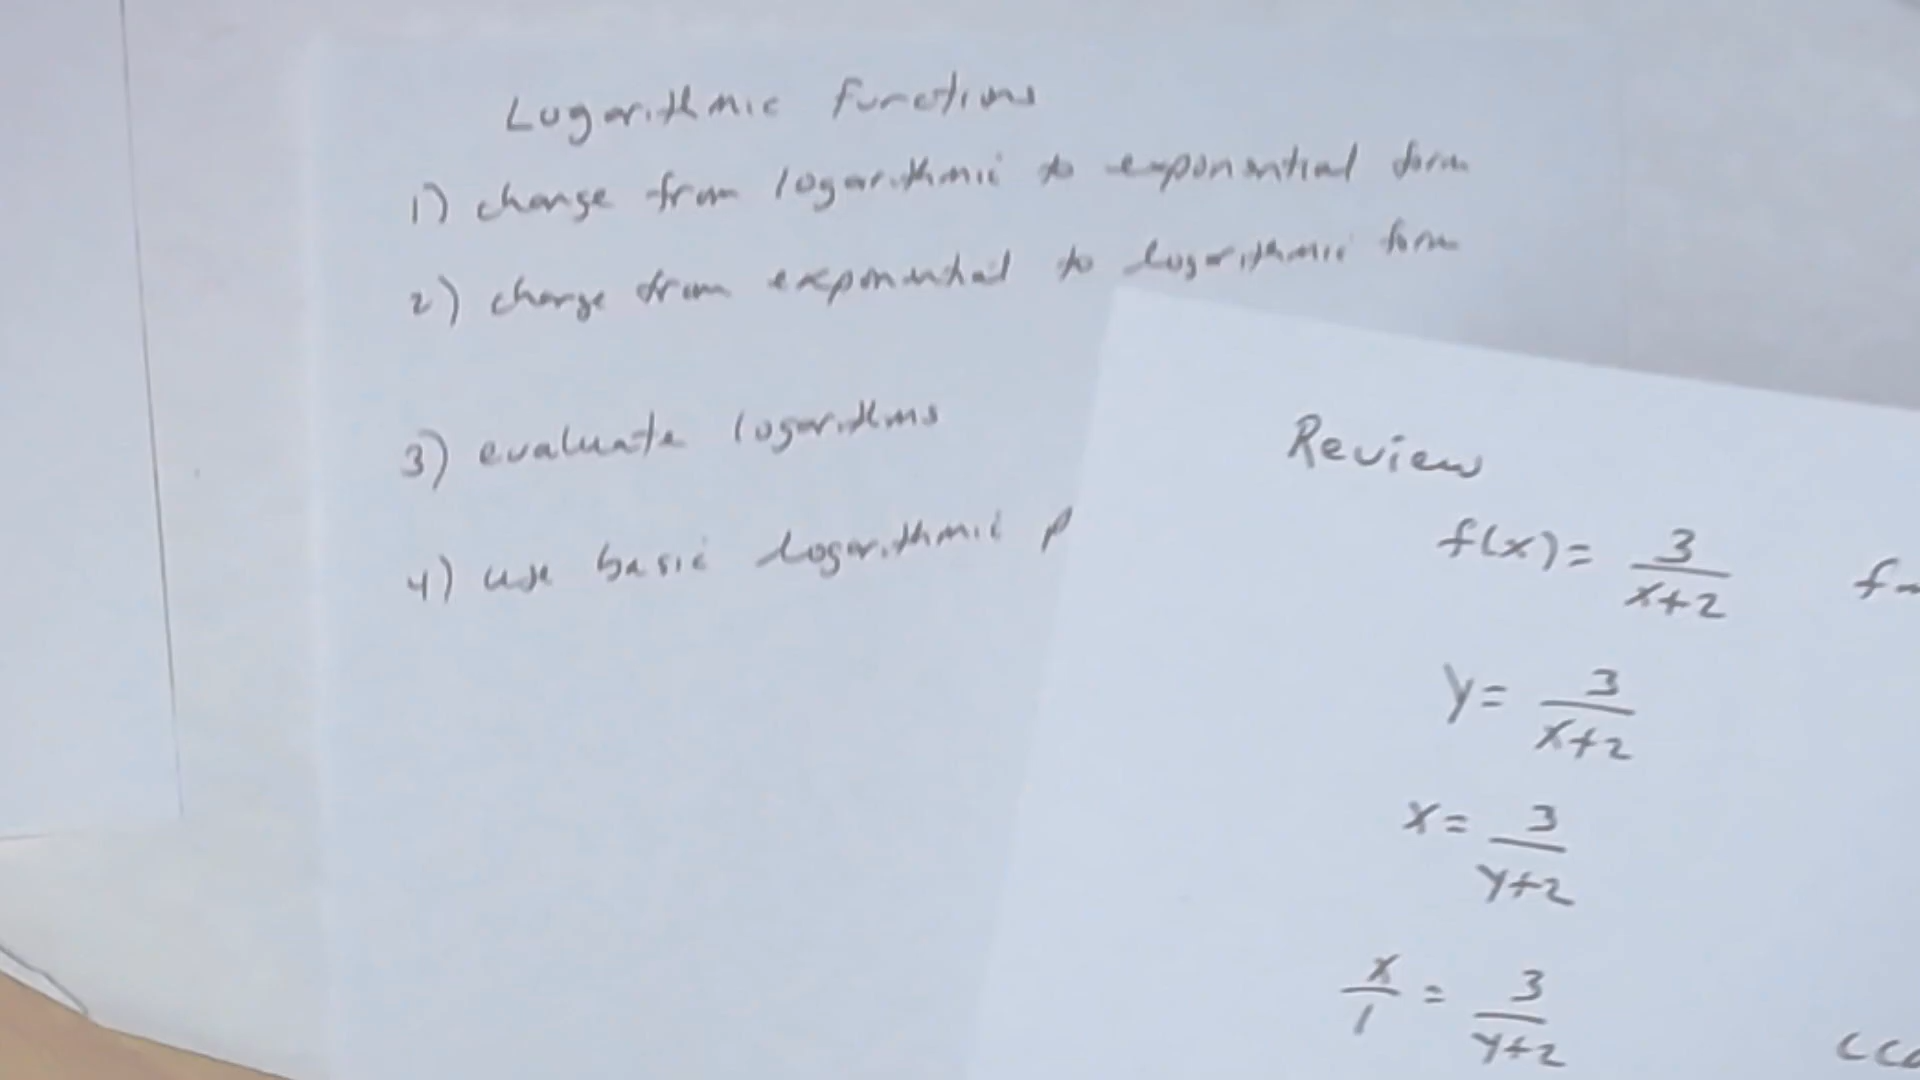 Logarithmic Functions
1) change from logarithmic to exponential form
2) change from exponential to logarithmic form
3) evaluate logarithms
4) use basic logarithmic p
Review
f(x) = 3/(x+2)
y = 3/(x+2)
x = 3/(y+2)
x/1 = 3/(y+2)